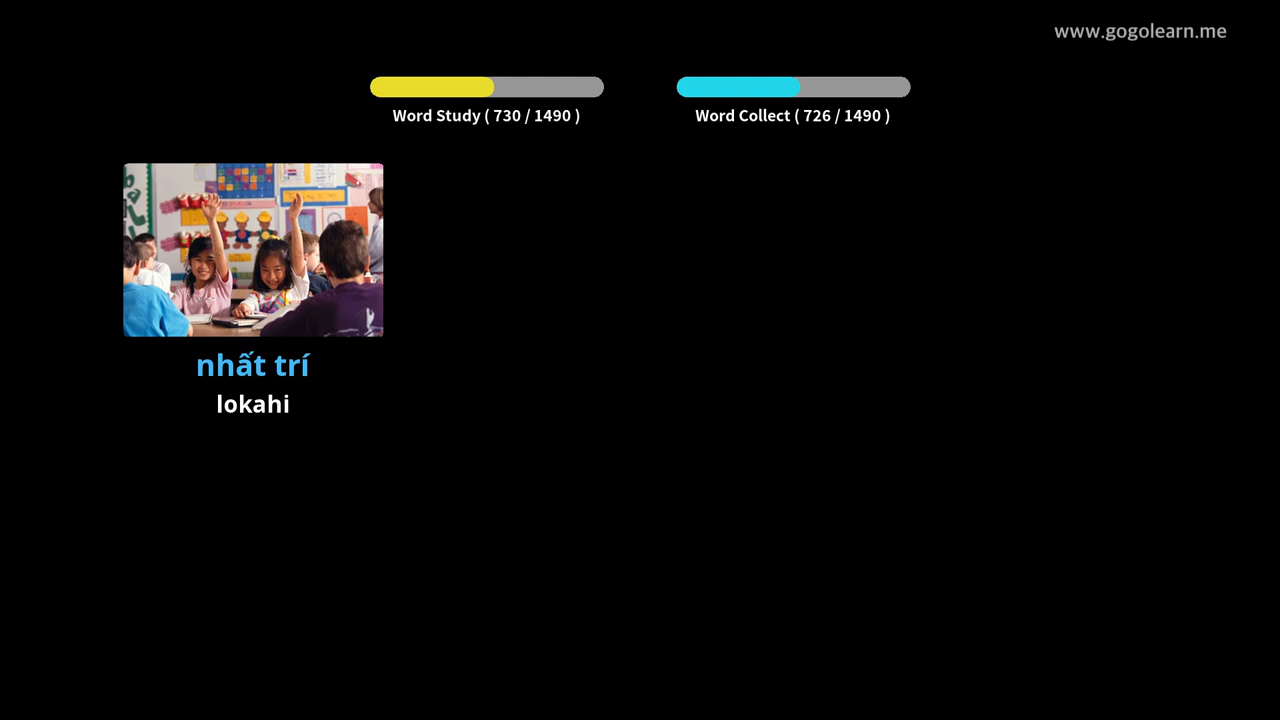 www.gogolearn.me
Word Study ( 730 / 1490 )
Word Collect ( 726 / 1490 )
nhất trí
lokahi